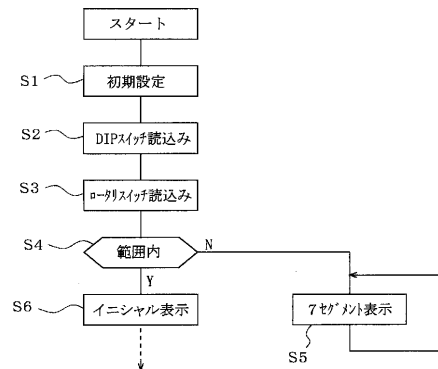 スタート
S1
初期設定
S2
DIPスイッチ読込み
S3
ロータリスイッチ読込み
S4
範囲内
N
Y
S6
イニシャル表示
7セグメント表示
S5